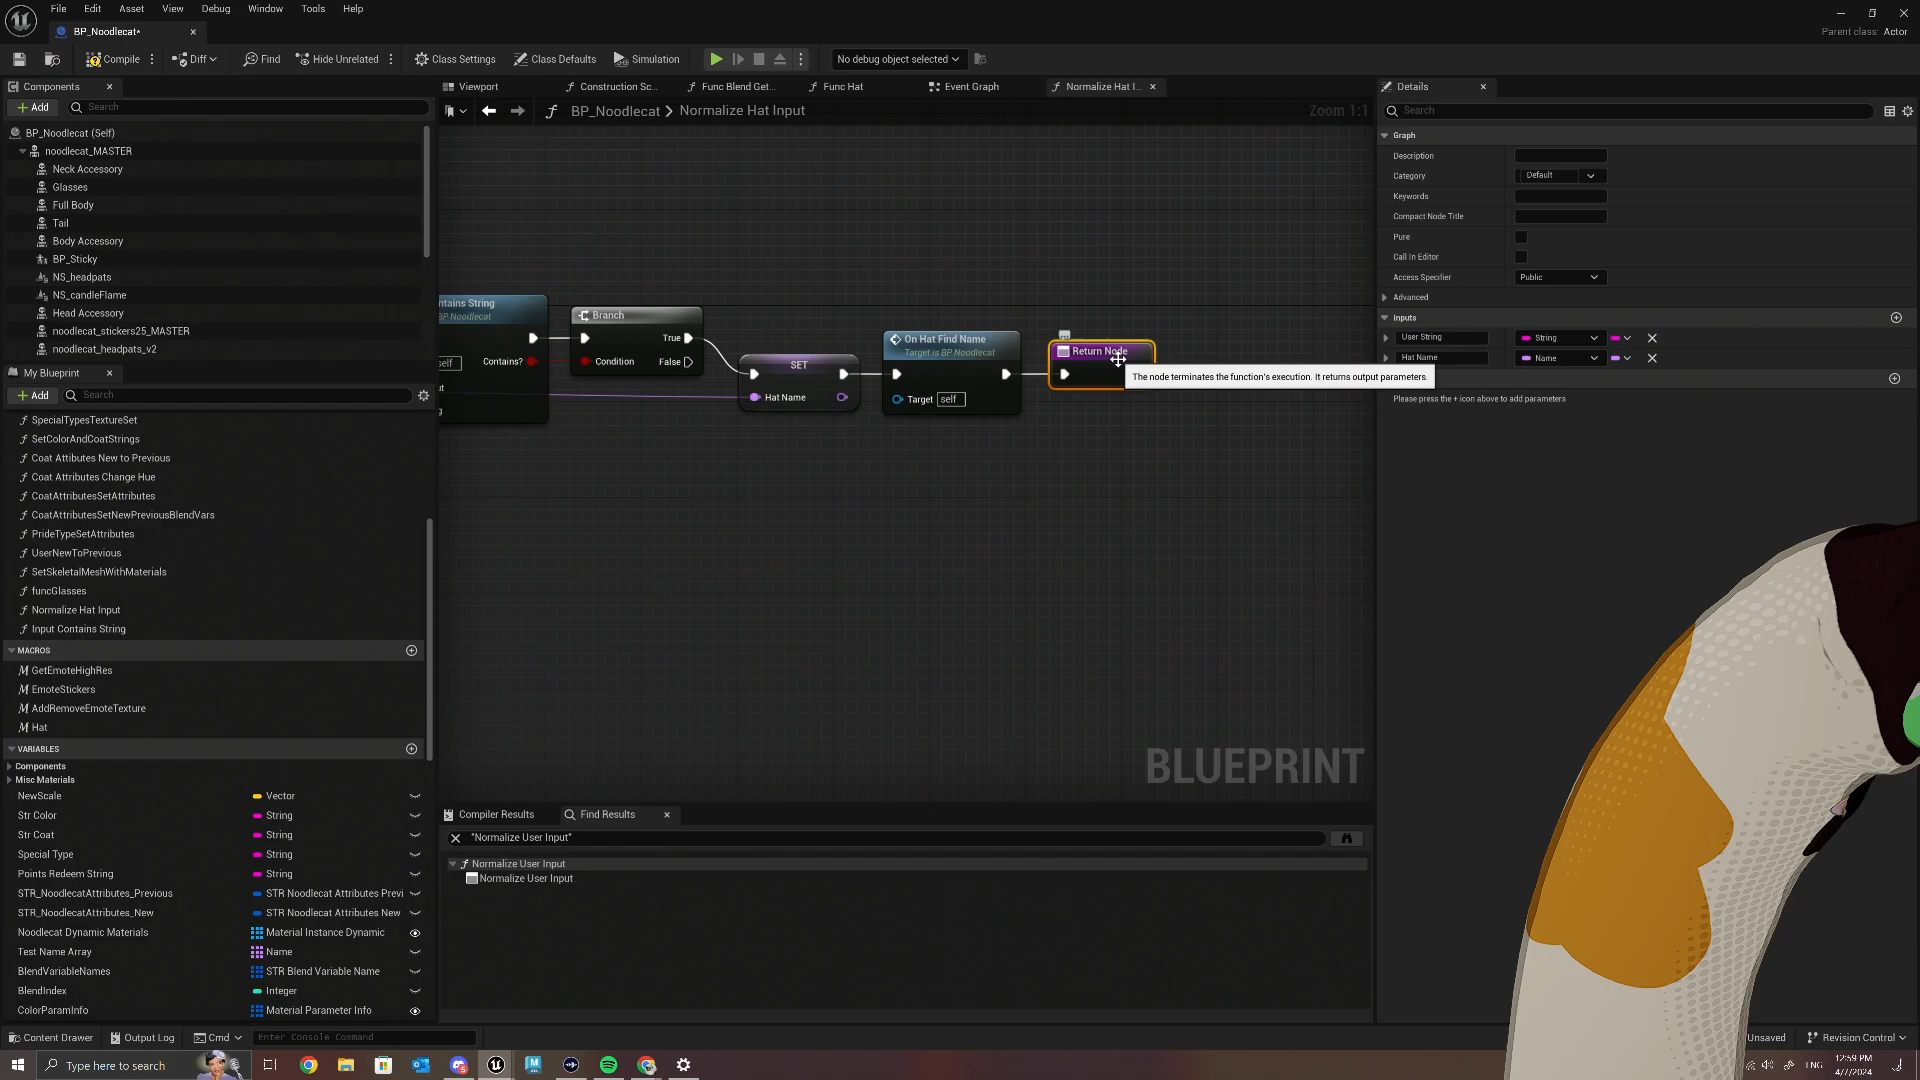 File Edit Asset View Debug Window Tools Help
BP_Noodlecat•
Parent class: Actor
Compile Diff Find Hide Unrelated Class Settings Class Defaults Simulation No debug object selected
Components
Viewport Construction Sc... Func Blend Get... Func Hat Event Graph Normalize Hat I...
Details
Add Search
BP_Noodlecat > Normalize Hat Input
Zoom 1:1
Search
BP_Noodlecat (Self)
noodlecat_MASTER
Neck Accessory
Glasses
Full Body
Tail
Body Accessory
BP_Sticky
NS_headpats
NS_candleFlame
Head Accessory
noodlecat_stickers25_MASTER
noodlecat_headpats_v2
My Blueprint
Add Search
SpecialTypesTextureSet
SetColorAndCoatStrings
Coat Attibutes New to Previous
Coat Attributes Change Hue
CoatAttributesSetAttributes
CoatAttributesSetNewPreviousBlendVars
PrideTypeSetAttributes
UserNewToPrevious
SetSkeletalMeshWithMaterials
funcGlasses
Normalize Hat Input
Input Contains String
MACROS
GetEmoteHighRes
EmoteStickers
AddRemoveEmoteTexture
Hat
VARIABLES
Components
Misc Materials
NewScale Vector
Str Color String
Str Coat String
Special Type String
Points Redeem String String
STR_NoodlecatAttributes_Previous STR Noodlecat Attributes Previ
STR_NoodlecatAttributes_New STR Noodlecat Attributes New
Noodlecat Dynamic Materials Material Instance Dynamic
Test Name Array Name
BlendVariableNames STR Blend Variable Name
BlendIndex Integer
ColorParamInfo Material Parameter Info
ntains String
BP Noodlecat
self
Contains?
ut
g
Branch
True
Condition False
SET
Hat Name
On Hat Find Name
Target is BP Noodlecat
Target self
Return Node
The node terminates the function's execution. It returns output parameters.
BLUEPRINT
Compiler Results Find Results
"Normalize User Input"
Normalize User Input
Normalize User Input
Graph
Description
Category Default
Keywords
Compact Node Title
Pure
Call In Editor
Access Specifier Public
Advanced
Inputs
User String String
Hat Name Name
Please press the + icon above to add parameters
Content Drawer Output Log Cmd Enter Console Command
Unsaved Revision Control
Type here to search
ENG
12:59 PM
4/7/2024